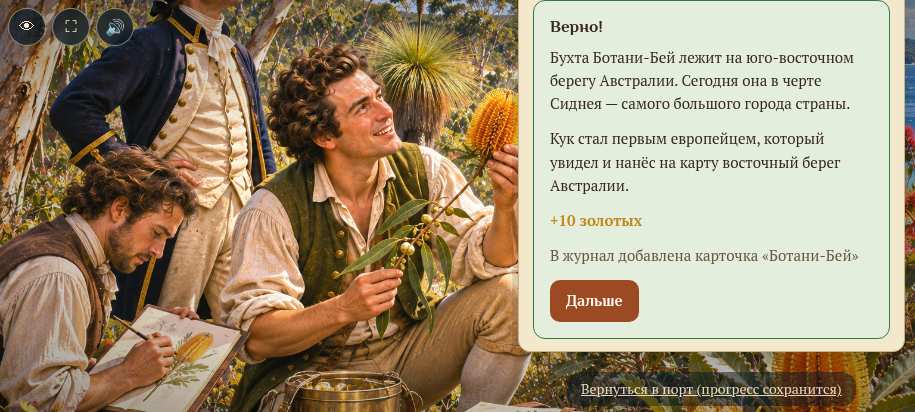 Верно!
Бухта Ботани-Бей лежит на юго-восточном
берегу Австралии. Сегодня она в черте
Сиднея — самого большого города страны.
Кук стал первым европейцем, который
увидел и нанёс на карту восточный берег
Австралии.
+10 золотых
В журнал добавлена карточка «Ботани-Бей»
Дальше
Вернуться в порт (прогресс сохранится)